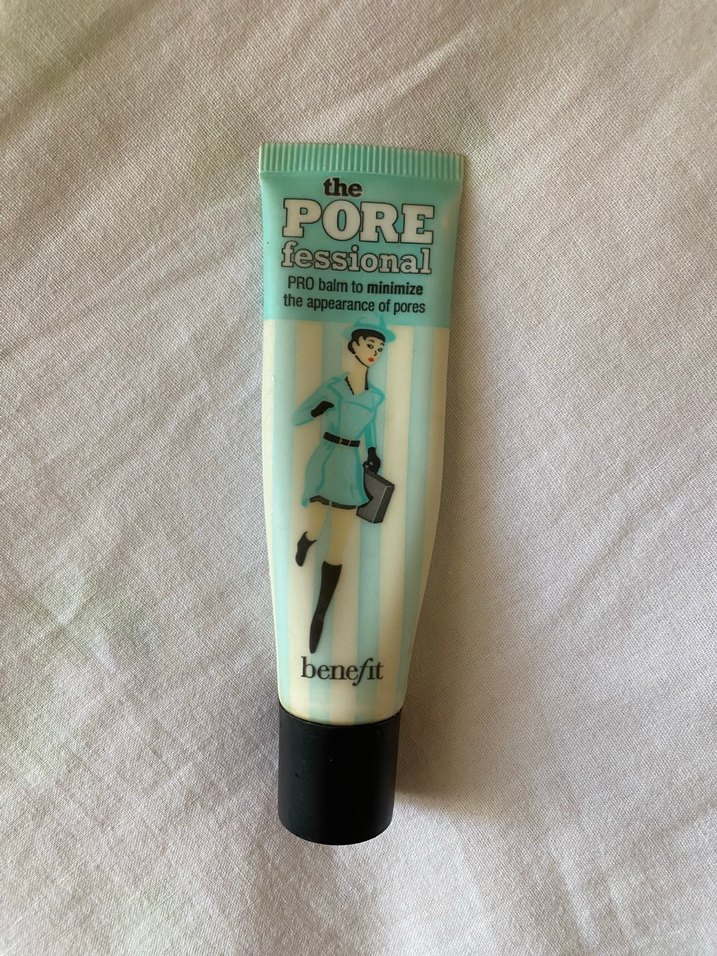 the
PORE
fessional
PRO balm to minimize
the appearance of pores
benefit